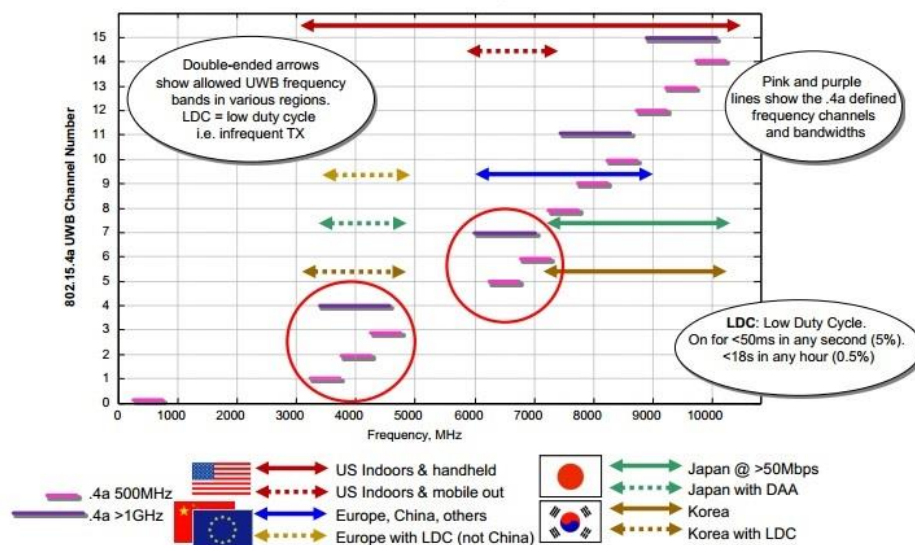 802.15.4a UWB Channel Number
15
14
13
12
11
10
9
8
7
6
5
4
3
2
1
0
Double-ended arrows
show allowed UWB frequency
bands in various regions.
LDC = low duty cycle
i.e. infrequent TX
Pink and purple
lines show the .4a defined
frequency channels
and bandwidths
LDC: Low Duty Cycle.
On for <50ms in any second (5%).
<18s in any hour (0.5%)
0 1000 2000 3000 4000 5000 6000 7000 8000 9000 10000
Frequency, MHz
.4a 500MHz
.4a >1GHz
US Indoors & handheld
US Indoors & mobile out
Europe, China, others
Europe with LDC (not China)
Japan @ >50Mbps
Japan with DAA
Korea
Korea with LDC